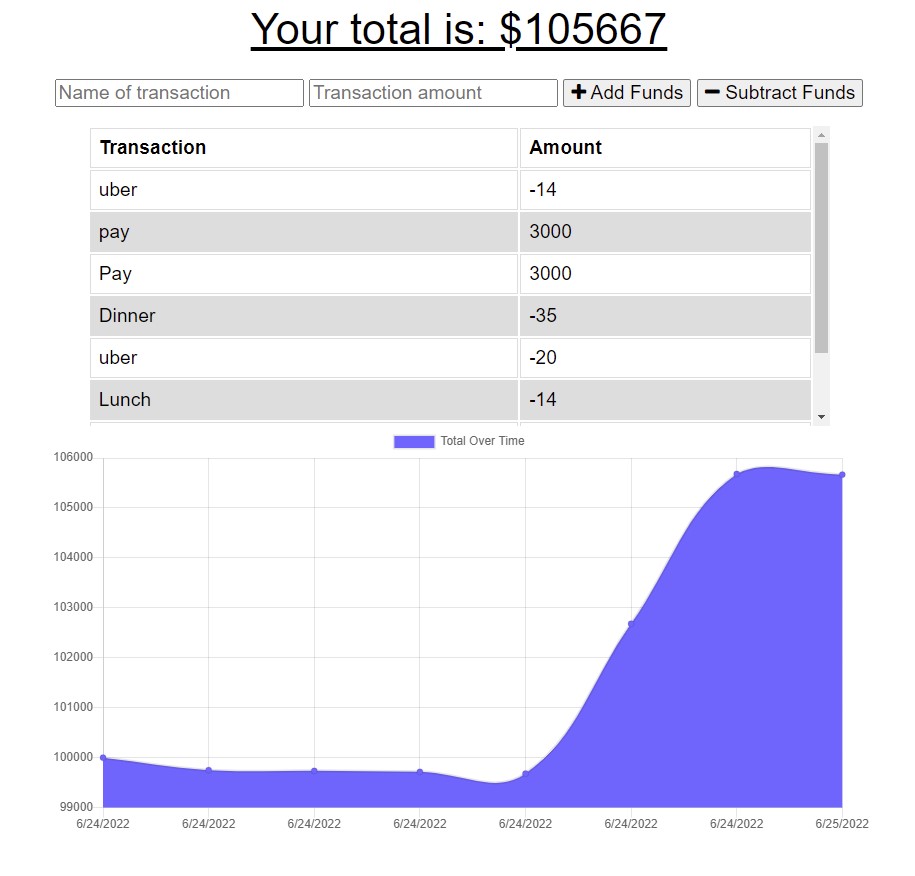 Your total is: $105667
Name of transaction Transaction amount Add Funds Subtract Funds
Transaction Amount
uber -14
pay 3000
Pay 3000
Dinner -35
uber -20
Lunch -14
Total Over Time
106000
105000
104000
103000
102000
101000
100000
99000
6/24/2022 6/24/2022 6/24/2022 6/24/2022 6/24/2022 6/24/2022 6/24/2022 6/25/2022